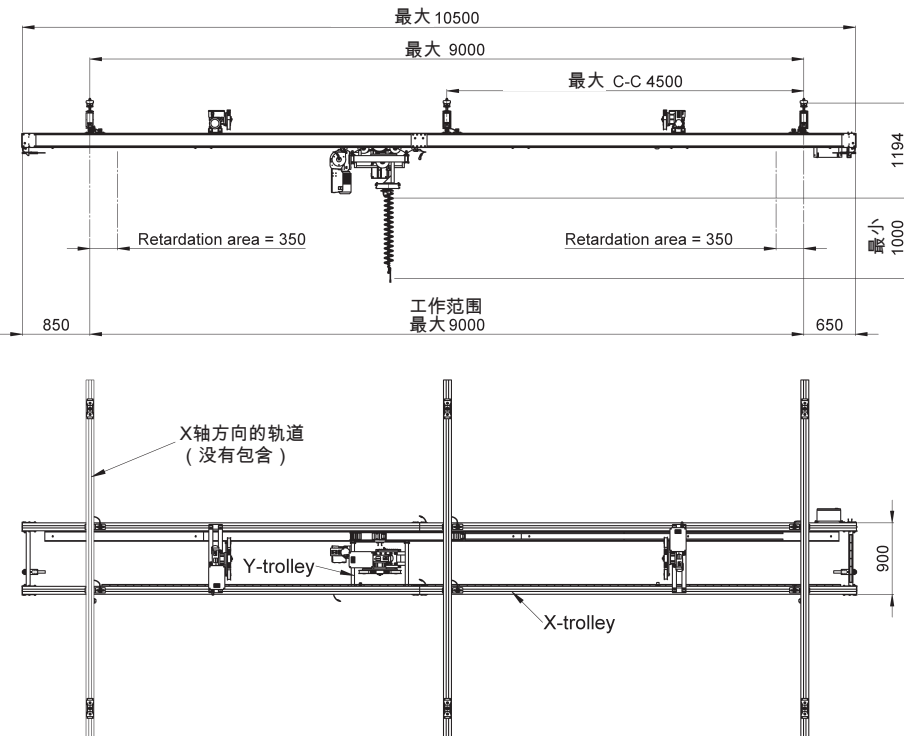 最大 10500
最大 9000
最大 C-C 4500
1194
Retardation area = 350
Retardation area = 350
最小
1000
工作范围
850
最大 9000
650
X轴方向的轨道
（没有包含）
900
Y-trolley
X-trolley